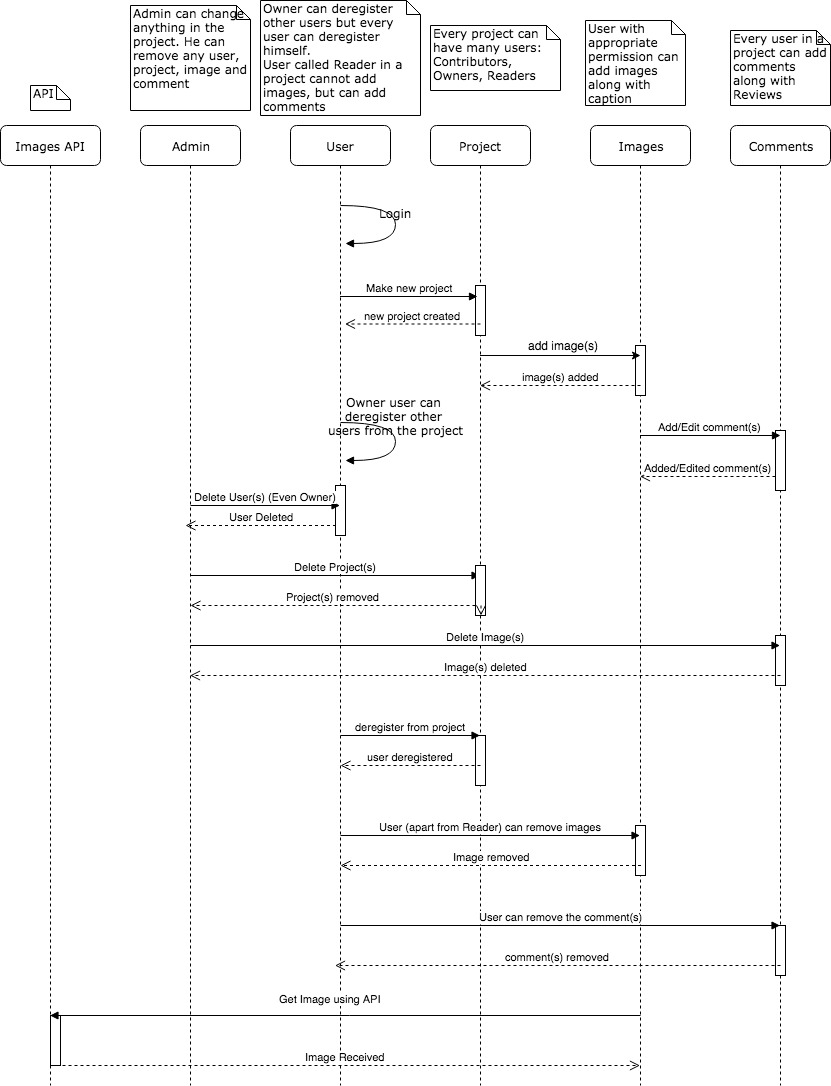 Admin can change
anything in the
project. He can
remove any user,
project, image and
comment
Owner can deregister
other users but every
user can deregister
himself.
User called Reader in a
project cannot add
images, but can add
comments
Every project can
have many users:
Contributors,
Owners, Readers
User with
appropriate
permission can
add images
along with
caption
Every user in a
project can add
comments
along with
Reviews
API
Images API
Admin
User
Project
Images
Comments
Login
Make new project
new project created
add image(s)
image(s) added
Owner user can
deregister other
users from the project
Add/Edit comment(s)
Added/Edited comment(s)
Delete User(s) (Even Owner)
User Deleted
Delete Project(s)
Project(s) removed
Delete Image(s)
Image(s) deleted
deregister from project
user deregistered
User (apart from Reader) can remove images
Image removed
User can remove the comment(s)
comment(s) removed
Get Image using API
Image Received